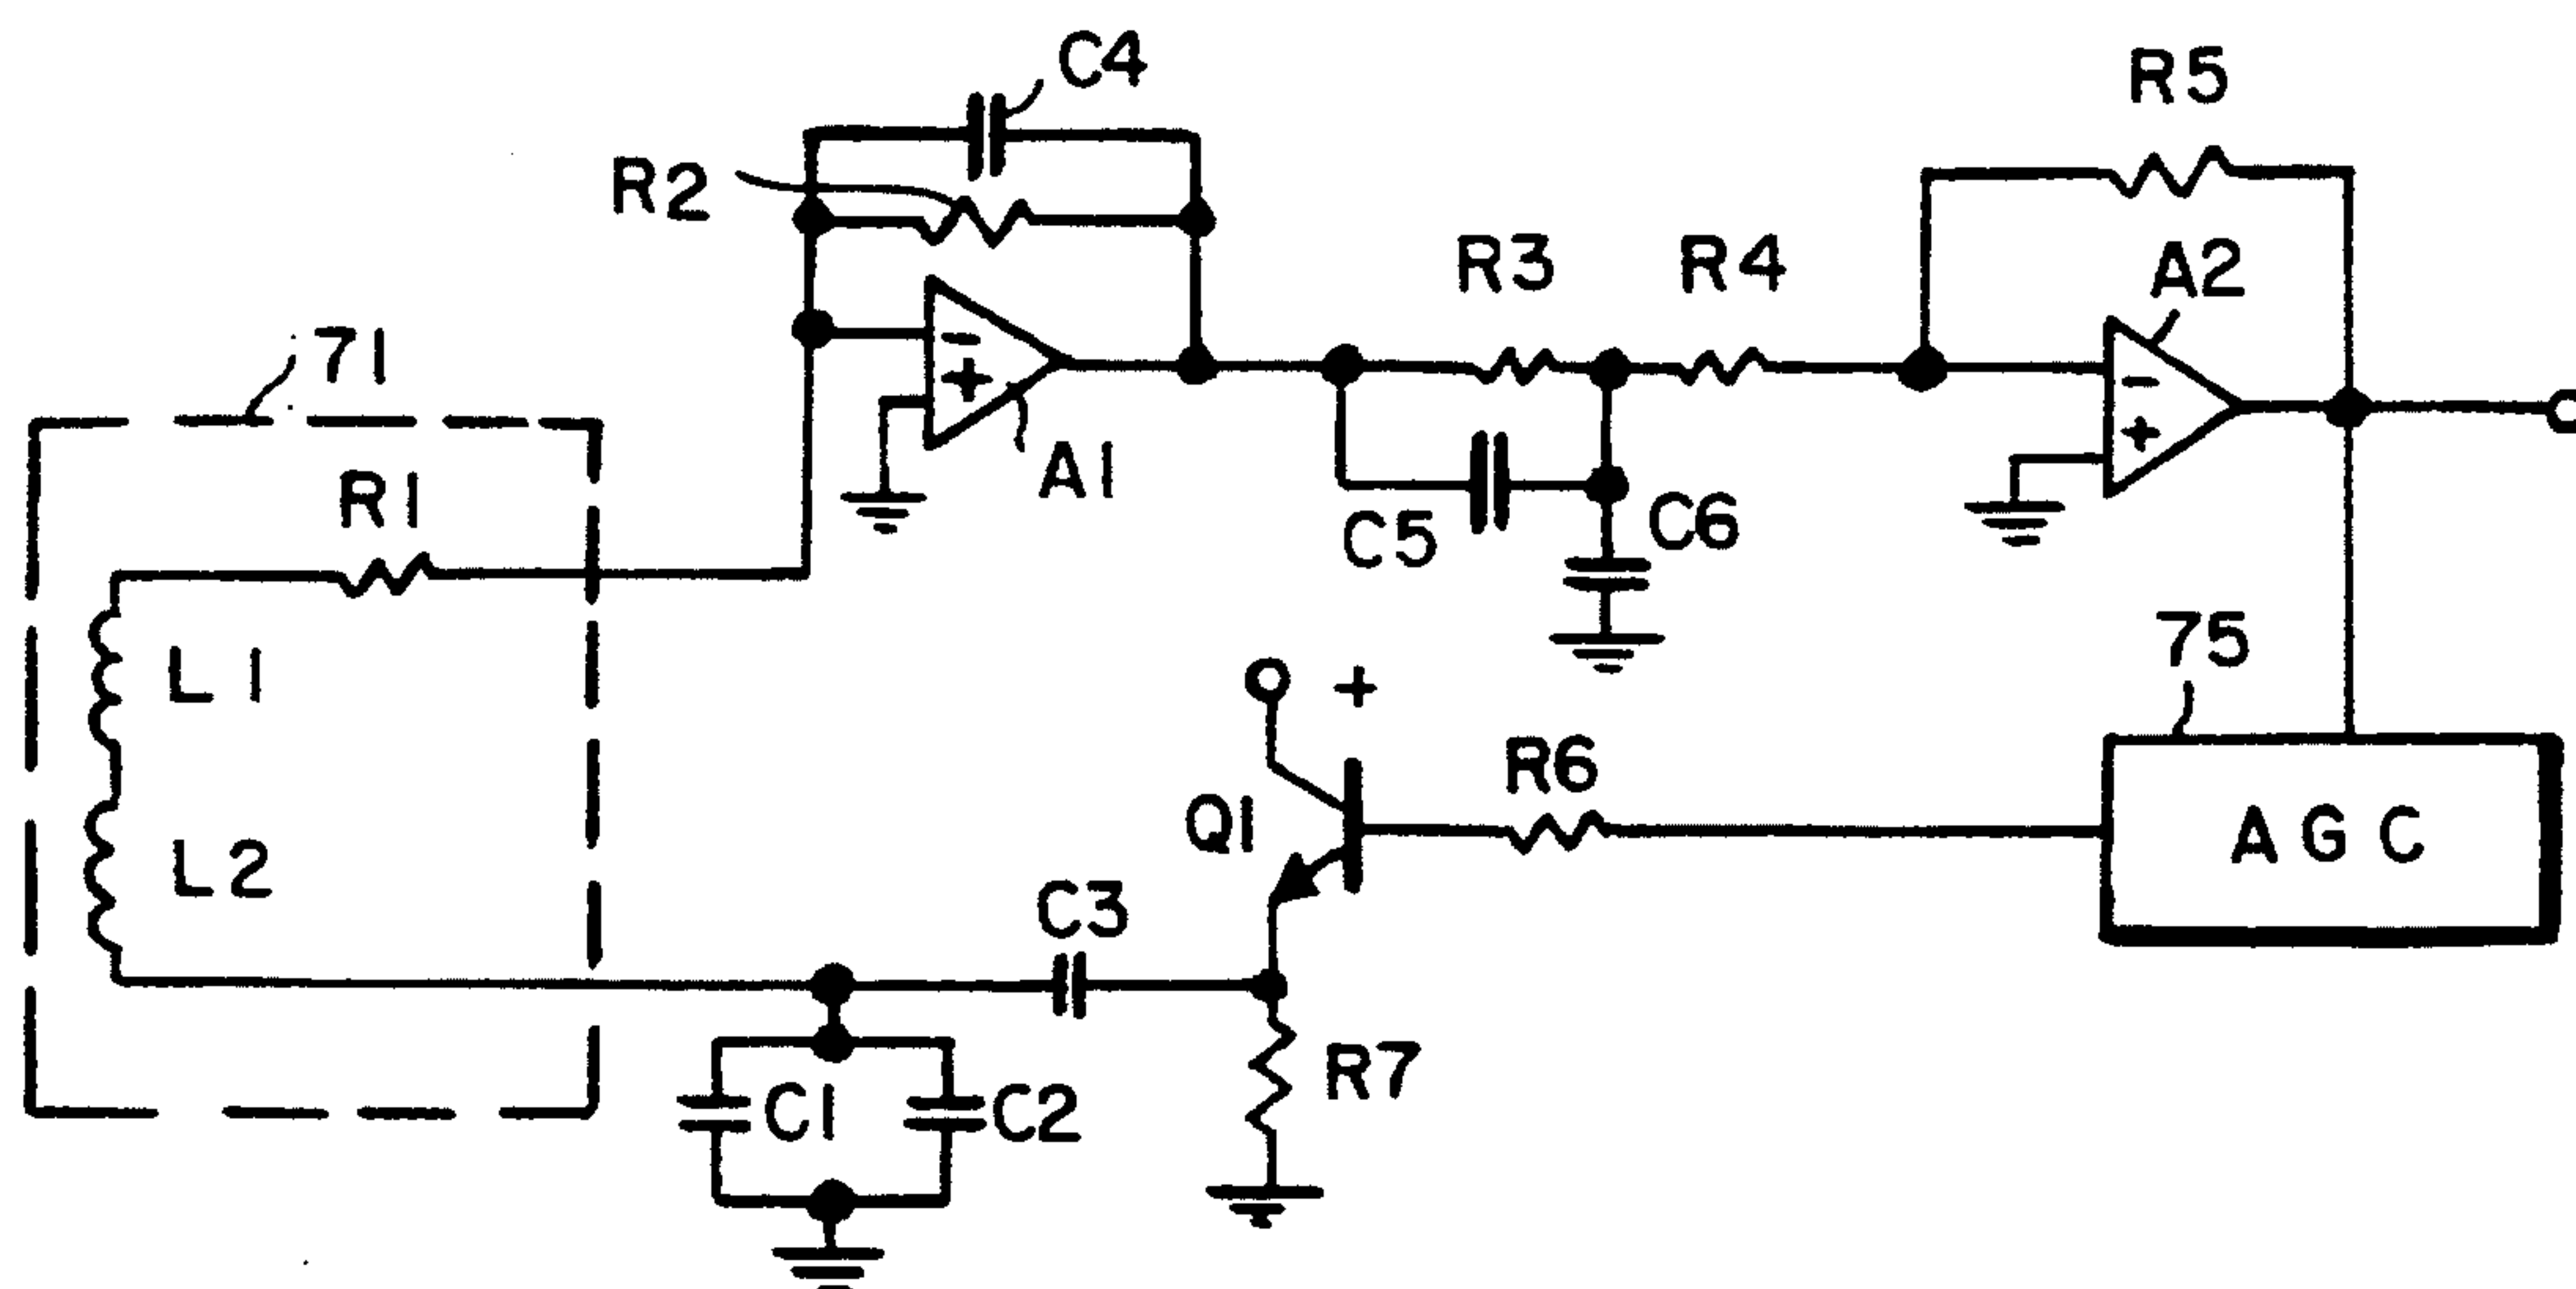 C4
R5
R2
R3 R4
A2
- +
71
A1
- +
R1
C5
C6
L1
+
75
R6
Q1
AGC
L2
C3
R7
C1 C2